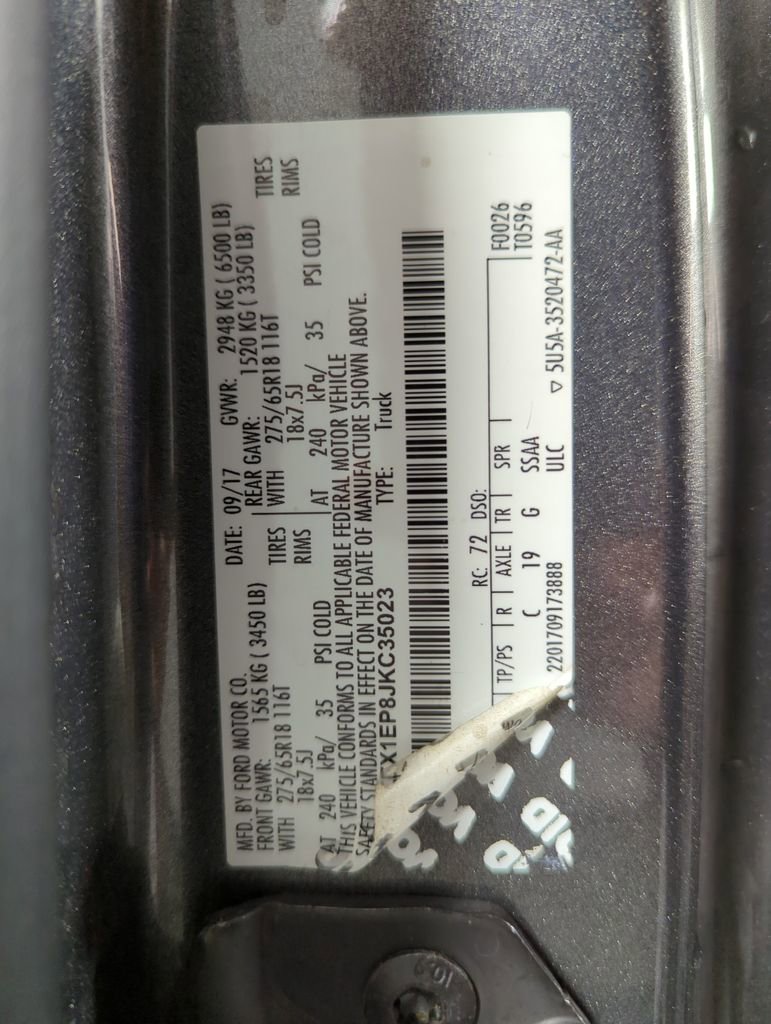 MFD. BY FORD MOTOR CO.
DATE: 09/17 GVWR: 2948 KG ( 6500 LB)
FRONT GAWR: 1565 KG ( 3450 LB)
REAR GAWR: 1520 KG ( 3350 LB)
WITH 275/65R18 116T TIRES
18x7.5J RIMS
AT 240 kPa/ 35 PSI COLD
WITH 275/65R18 116T TIRES
18x7.5J RIMS
AT 240 kPa/ 35 PSI COLD
THIS VEHICLE CONFORMS TO ALL APPLICABLE FEDERAL MOTOR VEHICLE
SAFETY STANDARDS IN EFFECT ON THE DATE OF MANUFACTURE SHOWN ABOVE.
X1EP8JKC35023 TYPE: Truck
RC: 72 DSO:
TP/PS R AXLE TR SPR F0026
C 19 G SSAA T0596
2201709173888 ULC ▽ 5U5A-3520472-AA
10.9